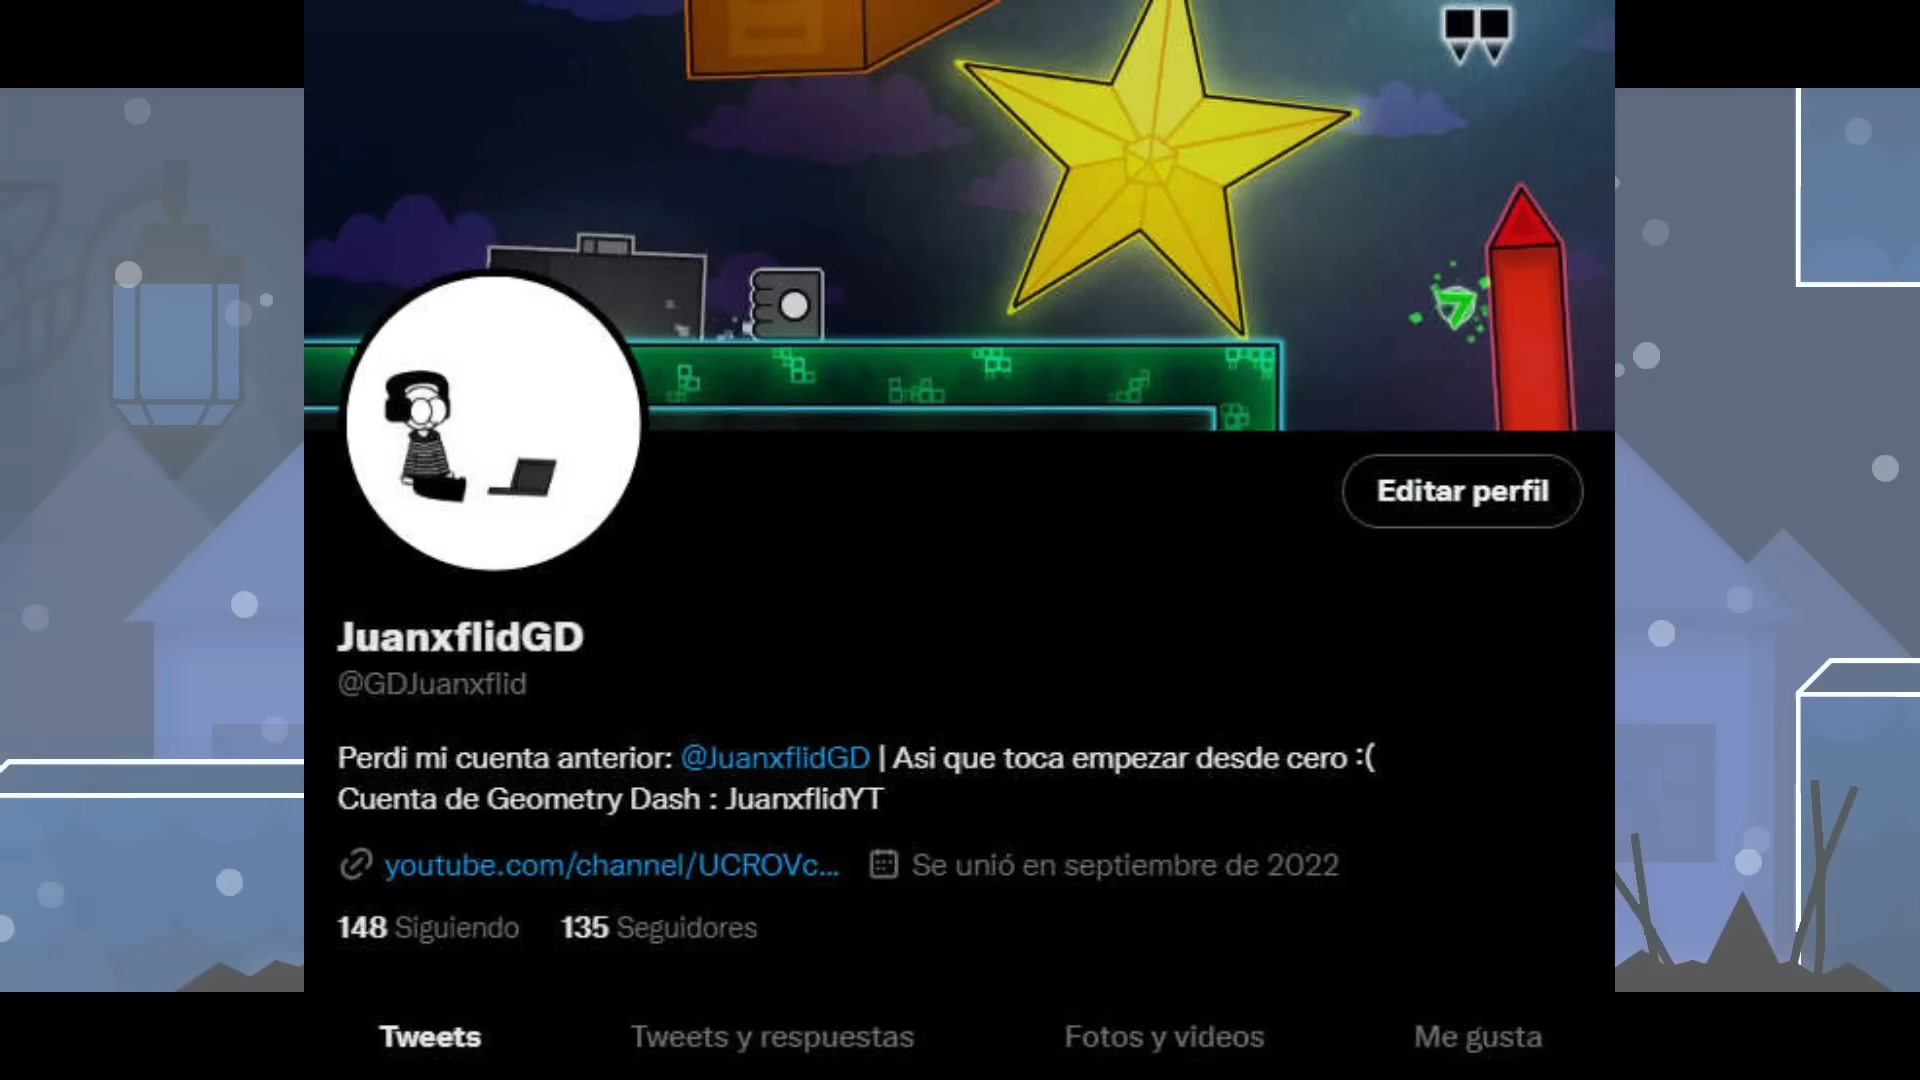 Editar perfil
JuanxflidGD
@GDJuanxflid
Perdi mi cuenta anterior: @JuanxflidGD | Asi que toca empezar desde cero :(
Cuenta de Geometry Dash : JuanxflidYT
youtube.com/channel/UCROVc... Se unió en septiembre de 2022
148 Siguiendo 135 Seguidores
Tweets Tweets y respuestas Fotos y videos Me gusta